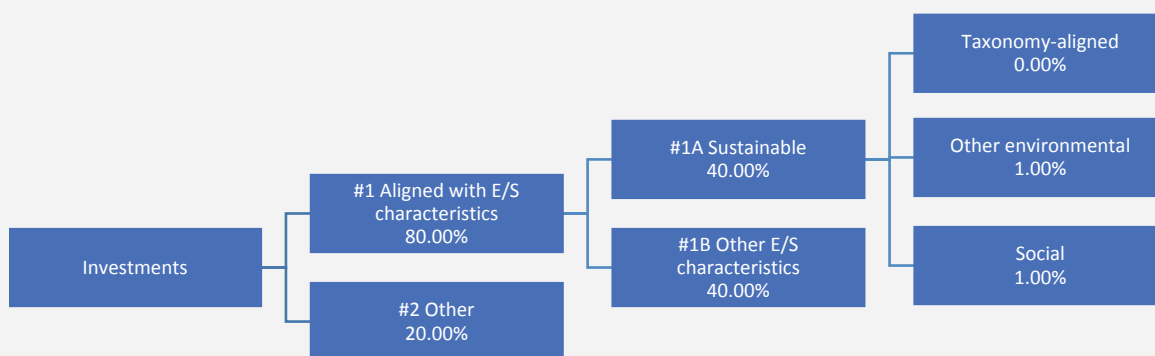 Investments
#1 Aligned with E/S
characteristics
80.00%
#2 Other
20.00%
#1A Sustainable
40.00%
#1B Other E/S
characteristics
40.00%
Taxonomy-aligned
0.00%
Other environmental
1.00%
Social
1.00%